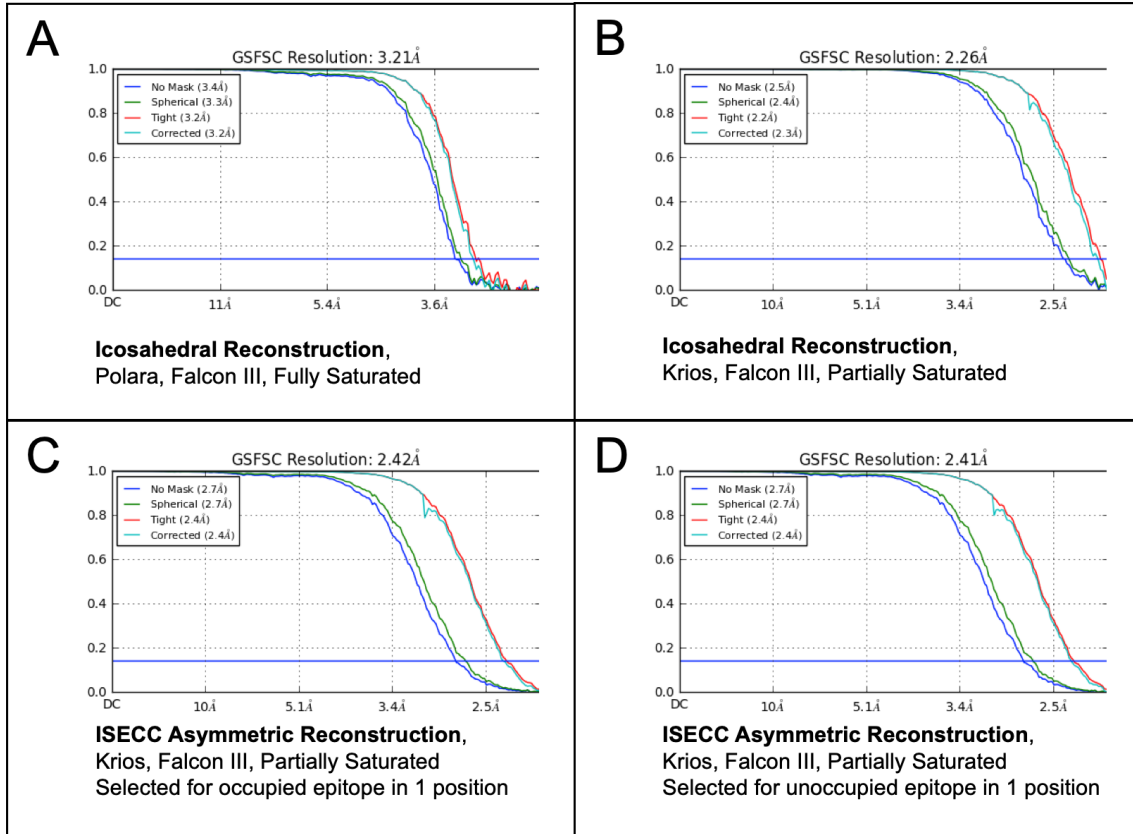 A
GSFSC Resolution: 3.21Å
1.0
0.8
0.6
0.4
0.2
0.0
No Mask (3.4Å)
Spherical (3.3Å)
Tight (3.2Å)
Corrected (3.2Å)
DC 11Å 5.4Å 3.6Å
Icosahedral Reconstruction,
Polara, Falcon III, Fully Saturated
B
GSFSC Resolution: 2.26Å
1.0
0.8
0.6
0.4
0.2
0.0
No Mask (2.5Å)
Spherical (2.4Å)
Tight (2.2Å)
Corrected (2.3Å)
DC 10Å 5.1Å 3.4Å 2.5Å
Icosahedral Reconstruction,
Krios, Falcon III, Partially Saturated
C
GSFSC Resolution: 2.42Å
1.0
0.8
0.6
0.4
0.2
0.0
No Mask (2.7Å)
Spherical (2.7Å)
Tight (2.4Å)
Corrected (2.4Å)
DC 10Å 5.1Å 3.4Å 2.5Å
ISECC Asymmetric Reconstruction,
Krios, Falcon III, Partially Saturated
Selected for occupied epitope in 1 position
D
GSFSC Resolution: 2.41Å
1.0
0.8
0.6
0.4
0.2
0.0
No Mask (2.7Å)
Spherical (2.7Å)
Tight (2.4Å)
Corrected (2.4Å)
DC 10Å 5.1Å 3.4Å 2.5Å
ISECC Asymmetric Reconstruction,
Krios, Falcon III, Partially Saturated
Selected for unoccupied epitope in 1 position